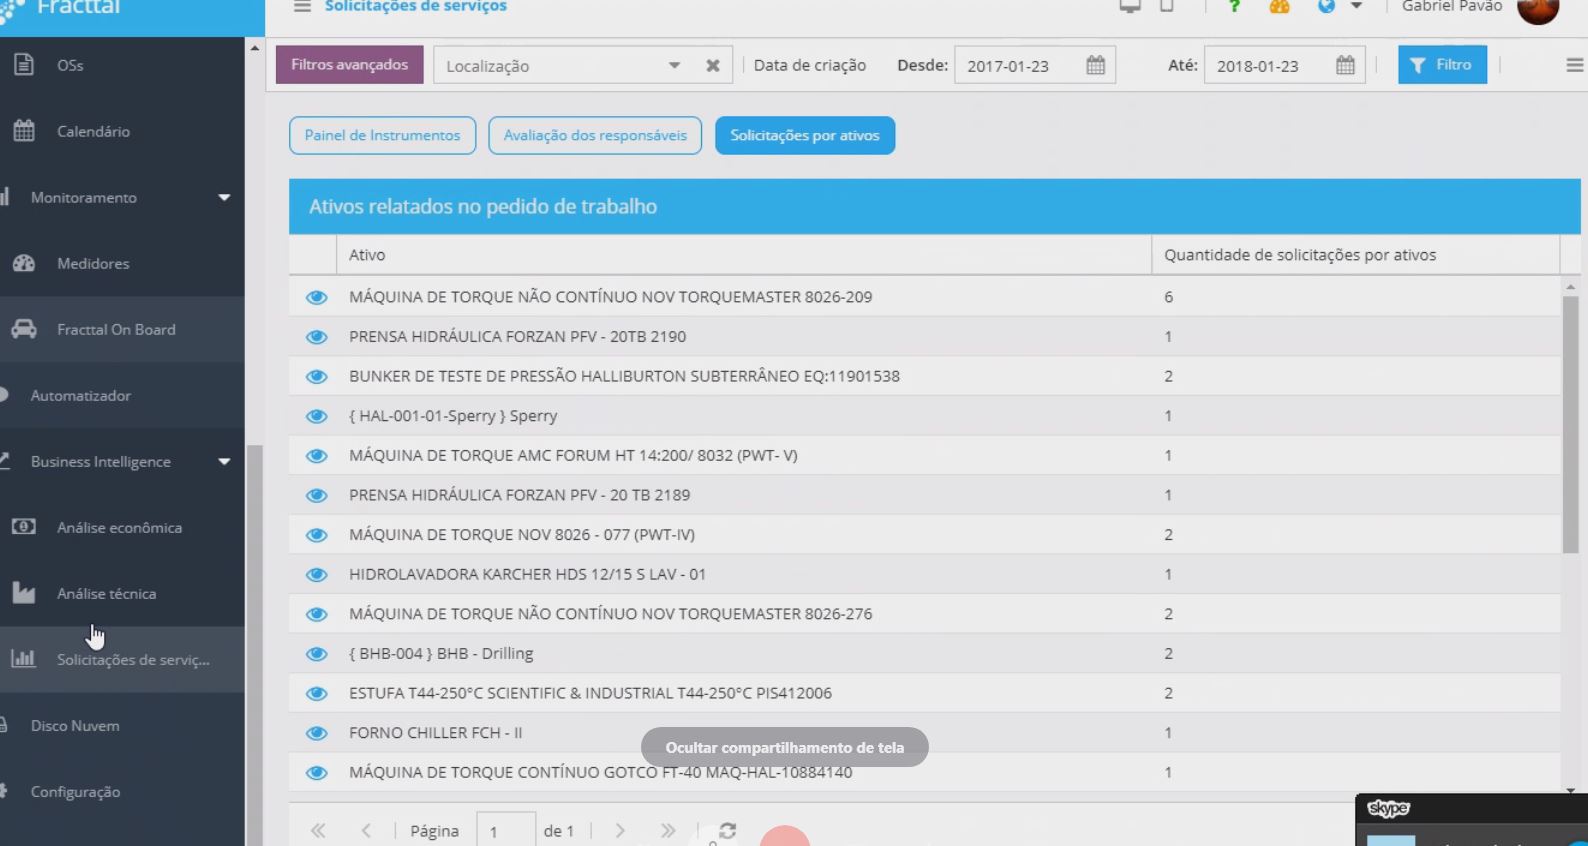 Fracttal
Solicitações de serviços
?
Gabriel Pavão
OSs
Calendário
Monitoramento
Medidores
Fracttal On Board
Automatizador
Business Intelligence
Análise econômica
Análise técnica
Solicitações de serviç...
Disco Nuvem
Configuração
Filtros avançados
Localização
Data de criação
Desde: 2017-01-23
Até: 2018-01-23
Filtro
Painel de Instrumentos
Avaliação dos responsáveis
Solicitações por ativos
Ativos relatados no pedido de trabalho
Ativo Quantidade de solicitações por ativos
MÁQUINA DE TORQUE NÃO CONTÍNUO NOV TORQUEMASTER 8026-209 6
PRENSA HIDRÁULICA FORZAN PFV - 20TB 2190 1
BUNKER DE TESTE DE PRESSÃO HALLIBURTON SUBTERRÂNEO EQ:11901538 2
{ HAL-001-01-Sperry } Sperry 1
MÁQUINA DE TORQUE AMC FORUM HT 14:200/ 8032 (PWT- V) 1
PRENSA HIDRÁULICA FORZAN PFV - 20 TB 2189 1
MÁQUINA DE TORQUE NOV 8026 - 077 (PWT-IV) 2
HIDROLAVADORA KARCHER HDS 12/15 S LAV - 01 1
MÁQUINA DE TORQUE NÃO CONTÍNUO NOV TORQUEMASTER 8026-276 2
{ BHB-004 } BHB - Drilling 2
ESTUFA T44-250°C SCIENTIFIC & INDUSTRIAL T44-250°C PIS412006 2
FORNO CHILLER FCH - II 1
Ocultar compartilhamento de tela
MÁQUINA DE TORQUE CONTÍNUO GOTCO FT-40 MAQ-HAL-10884140 1
Página 1 de 1
skype